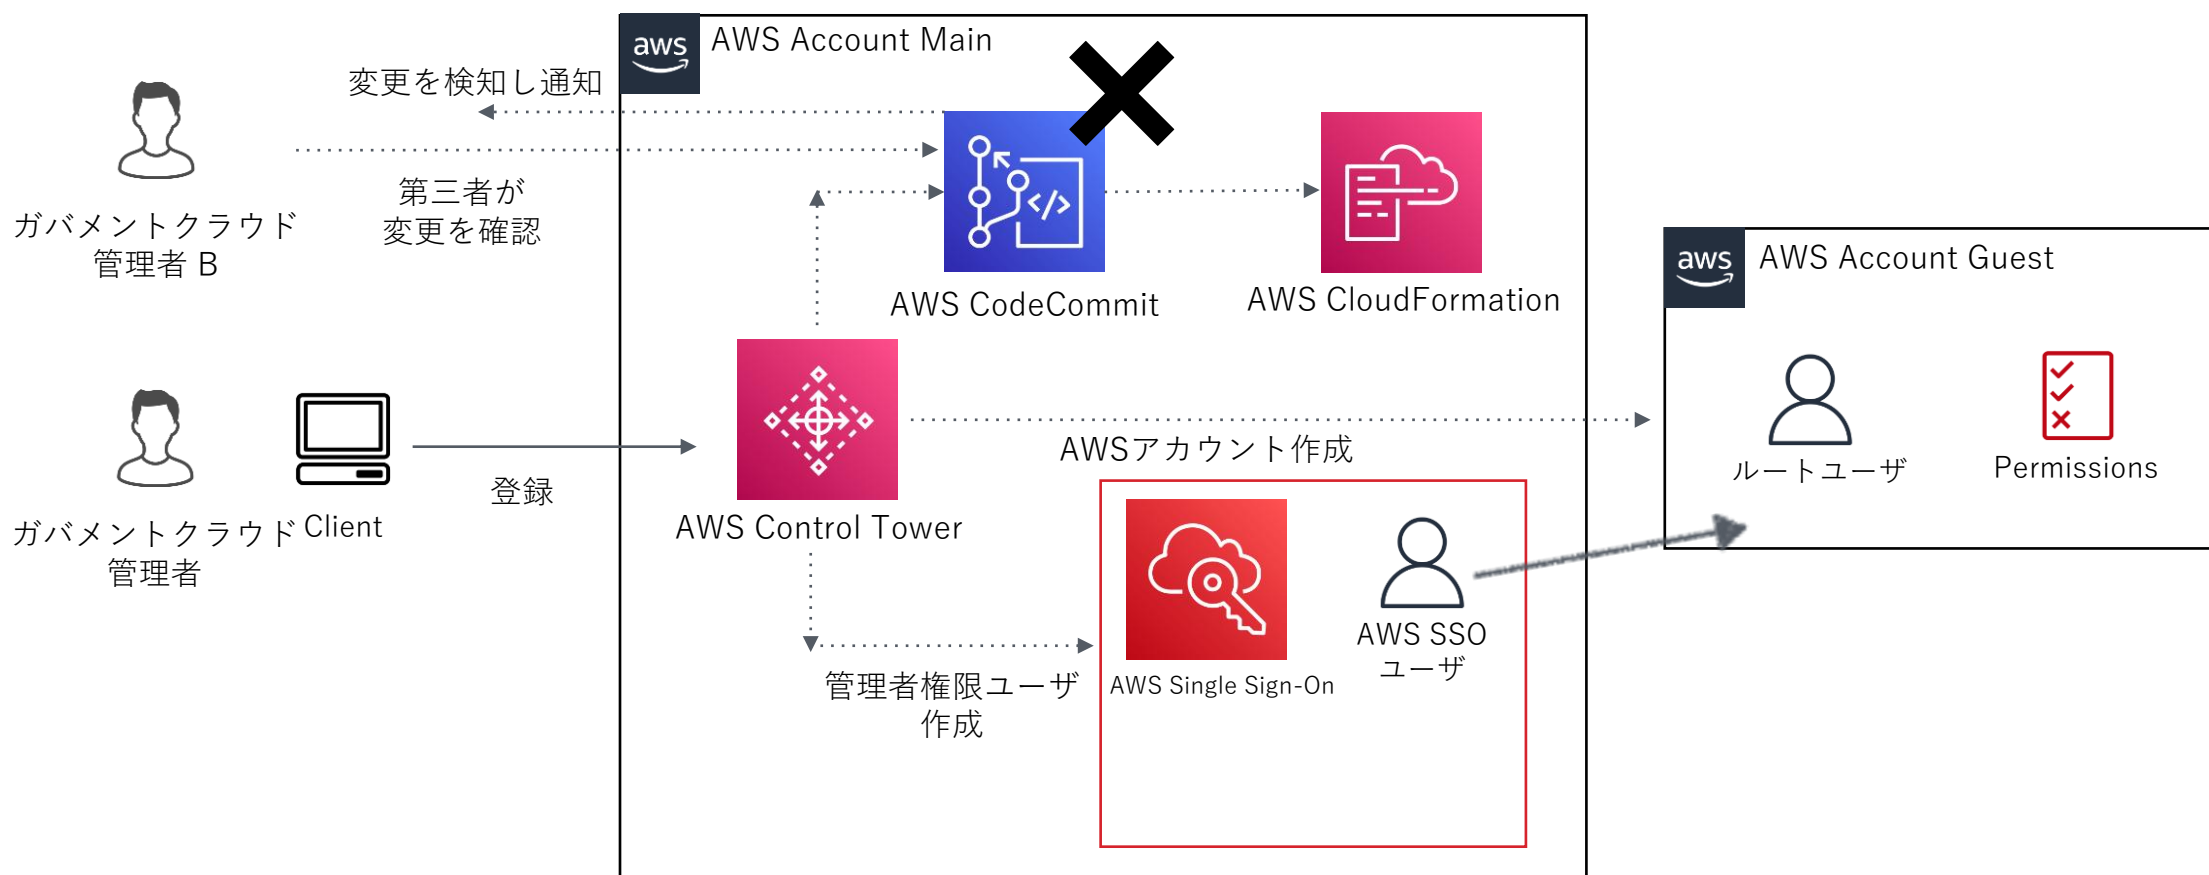 aws
AWS Account Main
変更を検知し通知
第三者が
変更を確認
ガバメントクラウド
管理者 B
</>
AWS CodeCommit
AWS CloudFormation
aws
AWS Account Guest
ルートユーザ
Permissions
AWSアカウント作成
登録
ガバメントクラウド
管理者
Client
AWS Control Tower
管理者権限ユーザ
作成
AWS Single Sign-On
AWS SSO
ユーザ